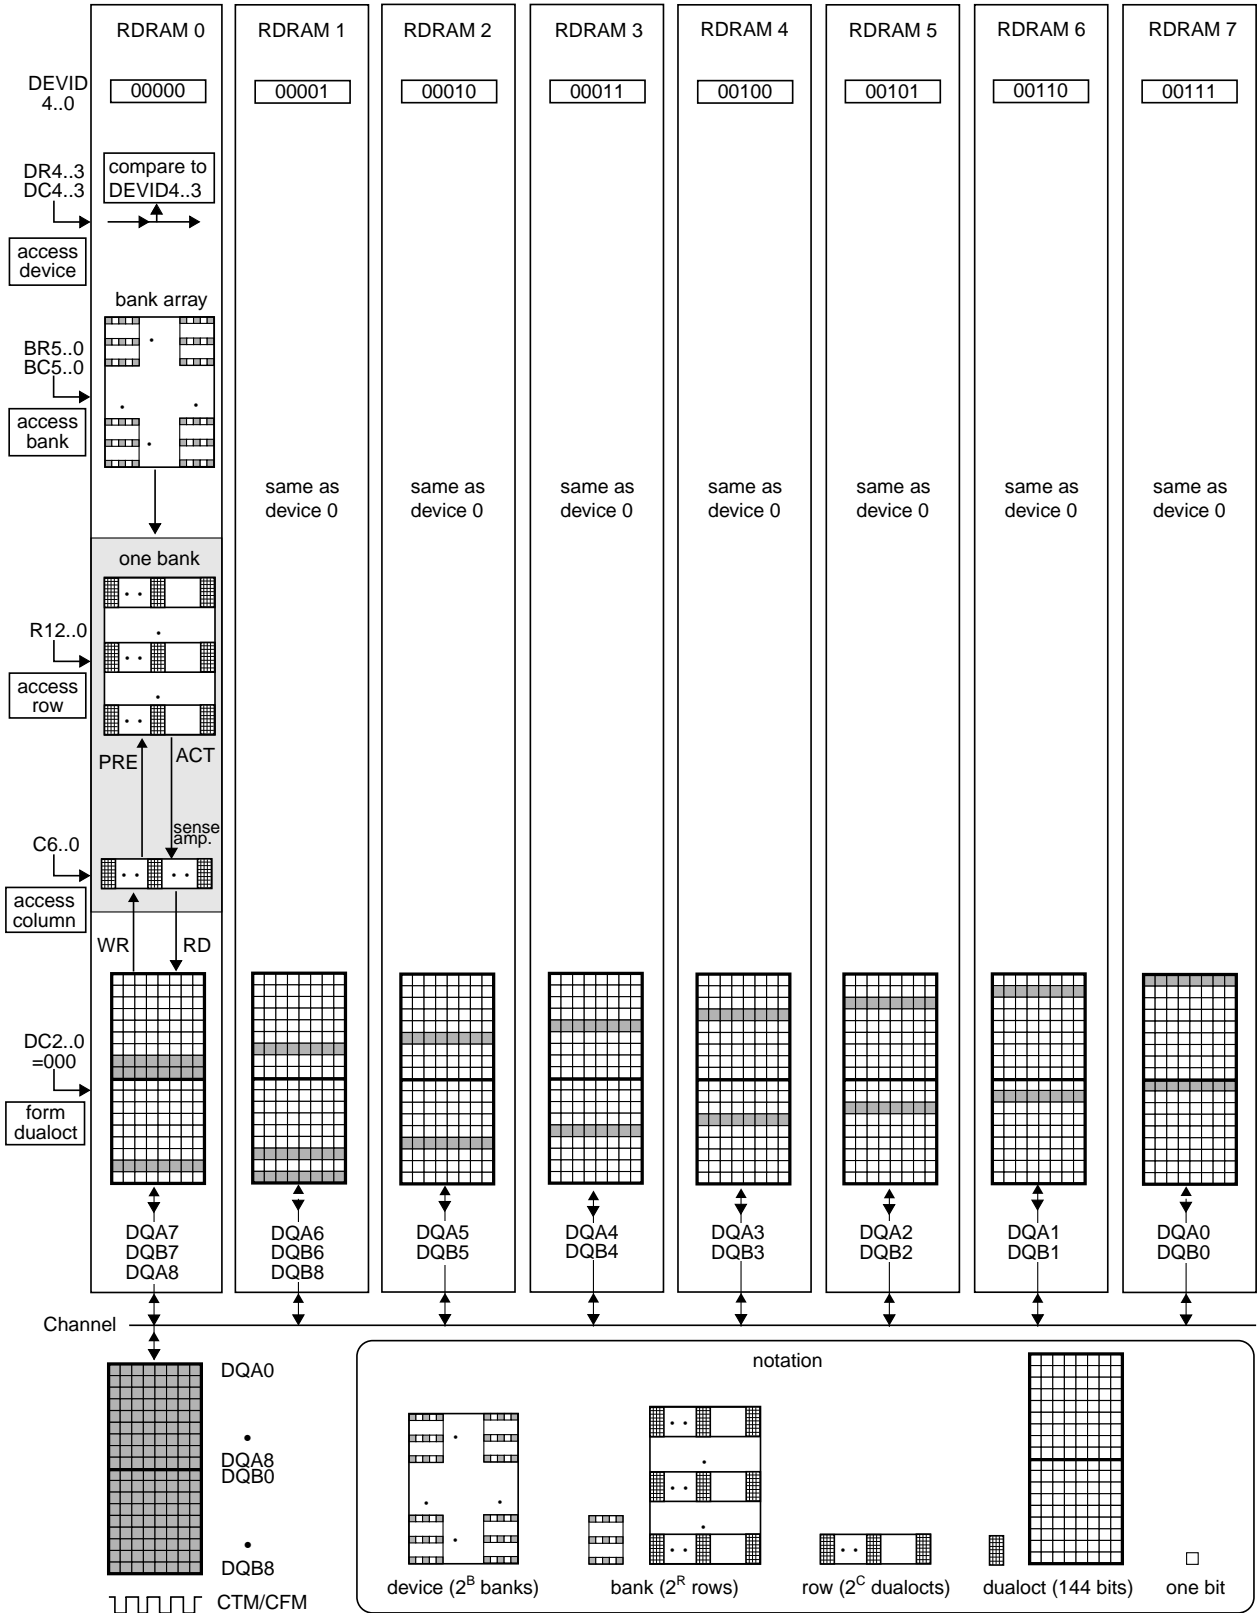 RDRAM 0 RDRAM 1 RDRAM 2 RDRAM 3 RDRAM 4 RDRAM 5 RDRAM 6 RDRAM 7
DEVID
4..0
00000 00001 00010 00011 00100 00101 00110 00111
DR4..3
DC4..3
compare to
DEVID4..3
access
device
bank array
BR5..0
BC5..0
access
bank
same as same as same as same as same as same as same as
device 0 device 0 device 0 device 0 device 0 device 0 device 0
one bank
R12..0
access
row
PRE ACT
sense
amp.
C6..0
access
column
WR RD
DC2..0
=000
form
dualoct
DQA7 DQA6 DQA5 DQA4 DQA3 DQA2 DQA1 DQA0
DQB7 DQB6 DQB5 DQB4 DQB3 DQB2 DQB1 DQB0
DQA8 DQB8
Channel
DQA0
DQA8
DQB0
DQB8
CTM/CFM
notation
device (2^B banks) bank (2^R rows) row (2^C dualocts) dualoct (144 bits) one bit